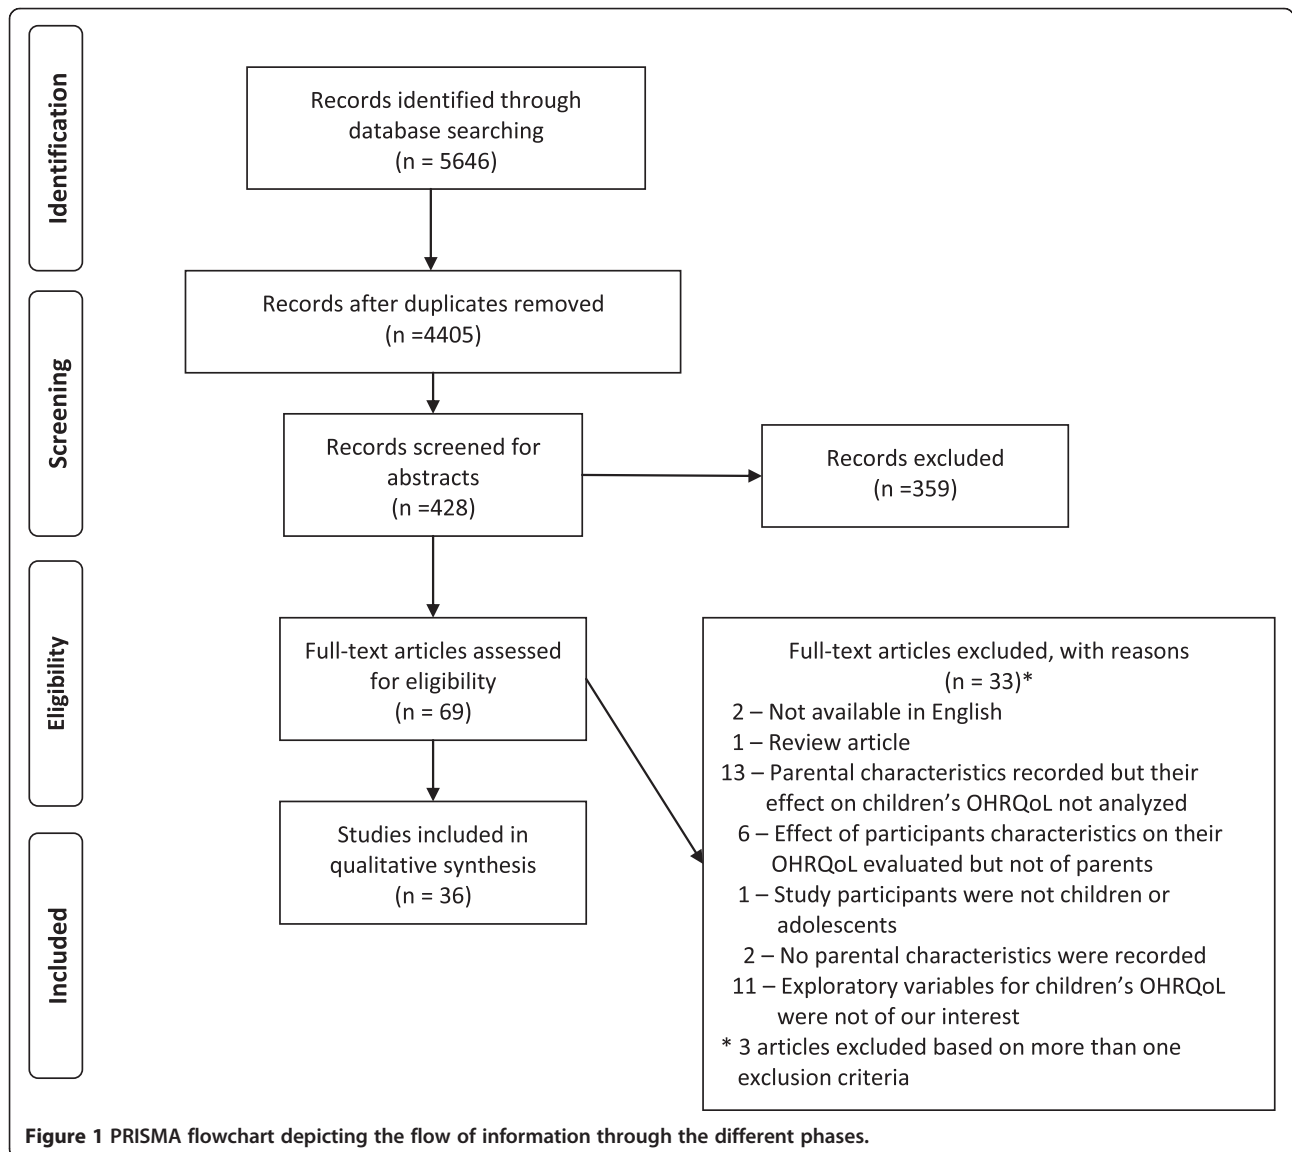 Identification
Records identified through
database searching
(n = 5646)
Records after duplicates removed
(n =4405)
Screening
Records screened for
abstracts
(n =428)
Records excluded
(n =359)
Eligibility
Full-text articles assessed
for eligibility
(n = 69)
Full-text articles excluded, with reasons
(n = 33)*
2 – Not available in English
1 – Review article
13 – Parental characteristics recorded but their
effect on children's OHRQoL not analyzed
6 – Effect of participants characteristics on their
OHRQoL evaluated but not of parents
1 – Study participants were not children or
adolescents
2 – No parental characteristics were recorded
11 – Exploratory variables for children's OHRQoL
were not of our interest
* 3 articles excluded based on more than one
exclusion criteria
Included
Studies included in
qualitative synthesis
(n = 36)
Figure 1 PRISMA flowchart depicting the flow of information through the different phases.